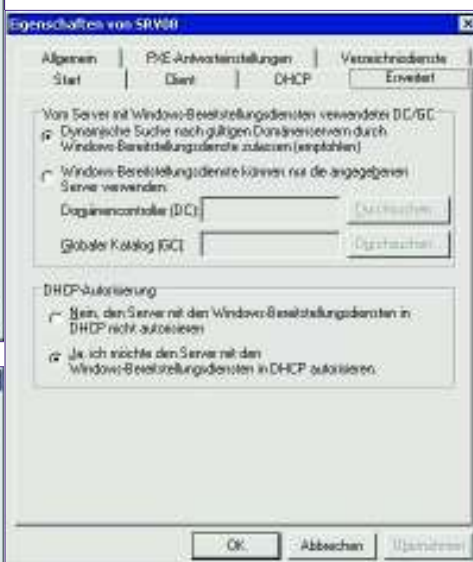 Eigenschaften von SRV08
Allgemein PXE-Antworteinstellungen Verzeichnisdienste
Start Client DHCP Erweitert
Vom Server mit Windows-Bereitstellungsdiensten verwendeter DC/GC
Dynamische Suche nach gültigen Domänenservern durch
Windows-Bereitstellungsdienste zulassen (empfohlen)
Windows-Bereitstellungsdienste können nur die angegebenen
Server verwenden:
Domänencontroller (DC): Durchsuchen...
Globaler Katalog (GC): Durchsuchen...
DHCP-Autorisierung
Nein, den Server mit den Windows-Bereitstellungsdiensten in
DHCP nicht autorisieren
Ja, ich möchte den Server mit den
Windows-Bereitstellungsdiensten in DHCP autorisieren.
OK Abbrechen Übernehmen